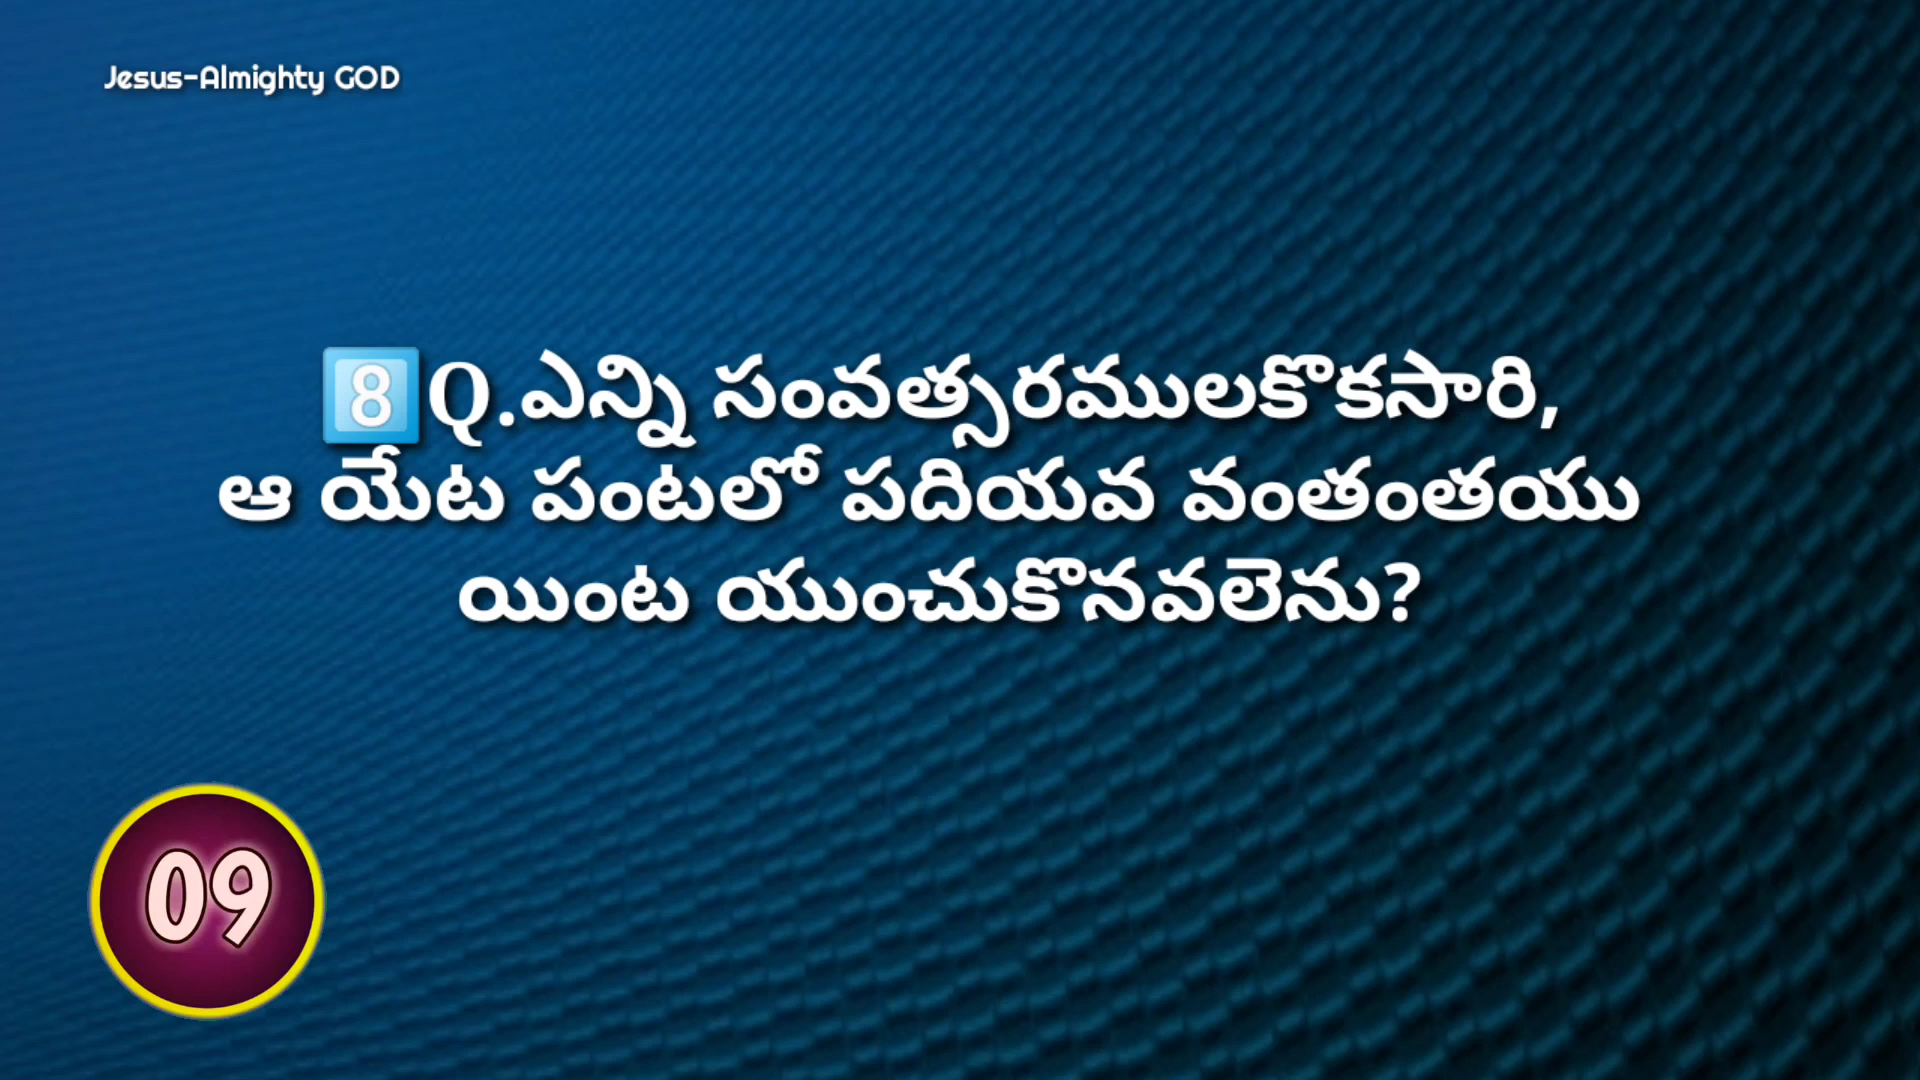 Jesus-Almighty GOD
8️⃣Q.ఎన్ని సంవత్సరములకొకసారి,
ఆ యేట పంటలో పదియవ వంతంతయు
యింట యుంచుకొనవలెను?
09